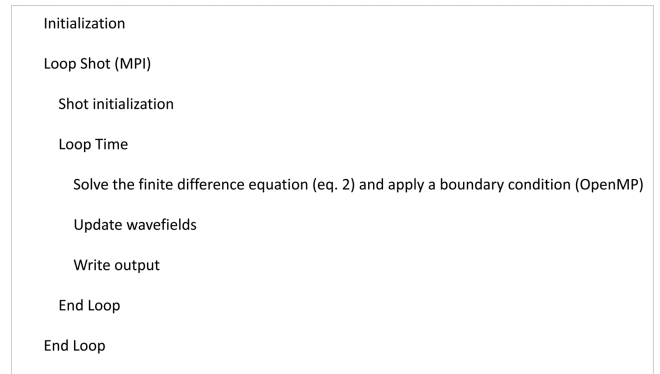 Initialization
Loop Shot (MPI)
Shot initialization
Loop Time
Solve the finite difference equation (eq. 2) and apply a boundary condition (OpenMP)
Update wavefields
Write output
End Loop
End Loop